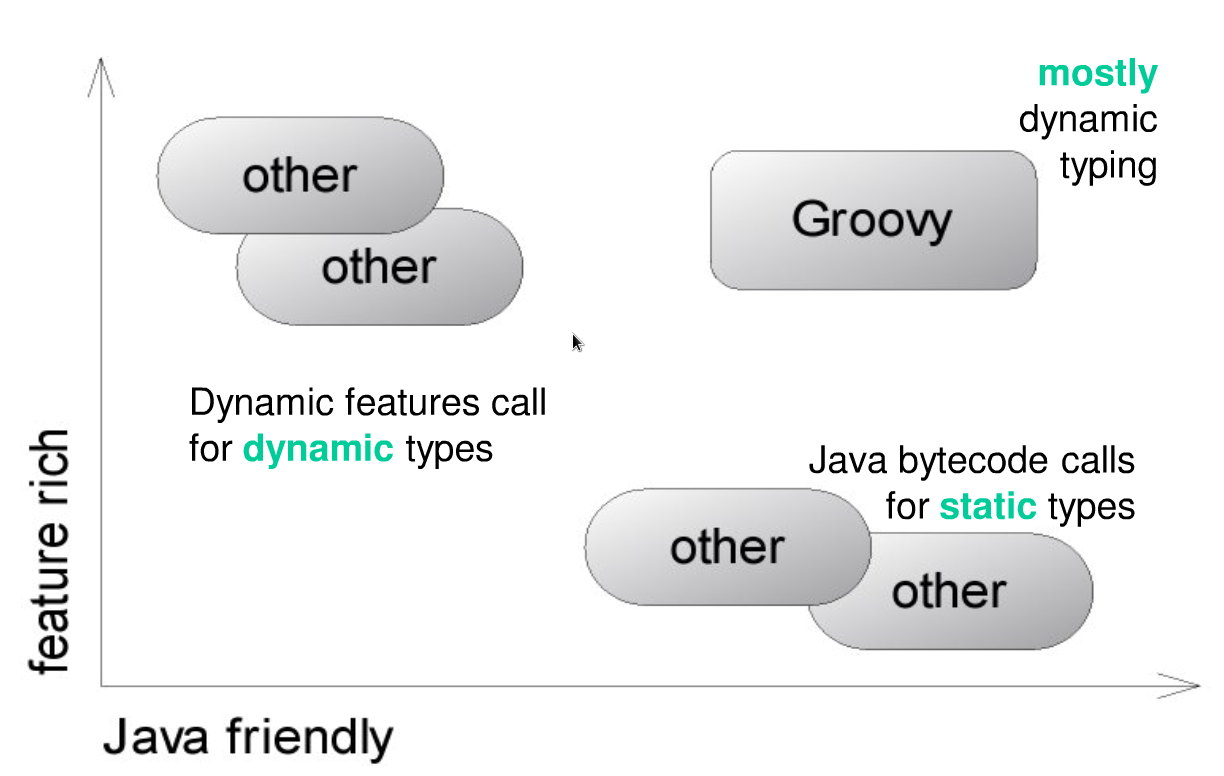 mostly
dynamic
typing
other
Groovy
other
Dynamic features call
for dynamic types
Java bytecode calls
for static types
other
other
feature rich
Java friendly